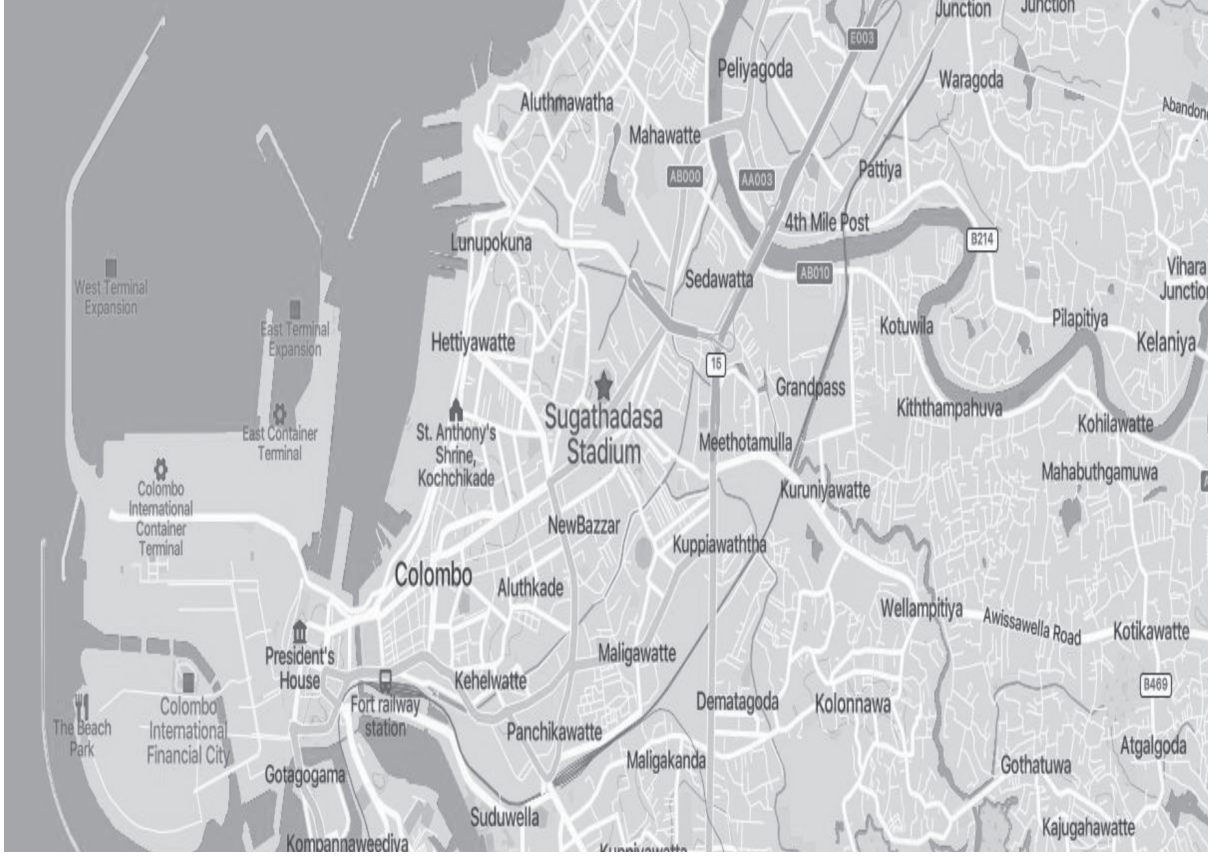 Junction
Junction
E003
Peliyagoda
Waragoda
Aluthmawatha
Mahawatte
Pattiya
AB000
AA003
4th Mile Post
Lunupokuna
B214
AB010
Sedawatta
Vihara
Junction
West Terminal
Expansion
East Terminal
Expansion
Kotuwila
Pilapitiya
Hettiyawatte
Kelaniya
15
Grandpass
Kiththampahuva
Sugathadasa
Stadium
Kohilawatte
East Container
Terminal
St. Anthony's
Shrine,
Kochchikade
Meethotamulla
Mahabuthgamuwa
Colombo
International
Container
Terminal
Kuruniyawatte
NewBazzar
Kuppiawaththa
Colombo
Aluthkade
Wellampitiya
Awissawella Road
Kotikawatte
President's
House
Maligawatte
Kehelwatte
B469
Dematagoda
Kolonnawa
The Beach
Park
Colombo
International
Financial City
Fort railway
station
Panchikawatte
Atgalgoda
Maligakanda
Gothatuwa
Gotagogama
Suduwella
Kajugahawatte
Kompannaweediya